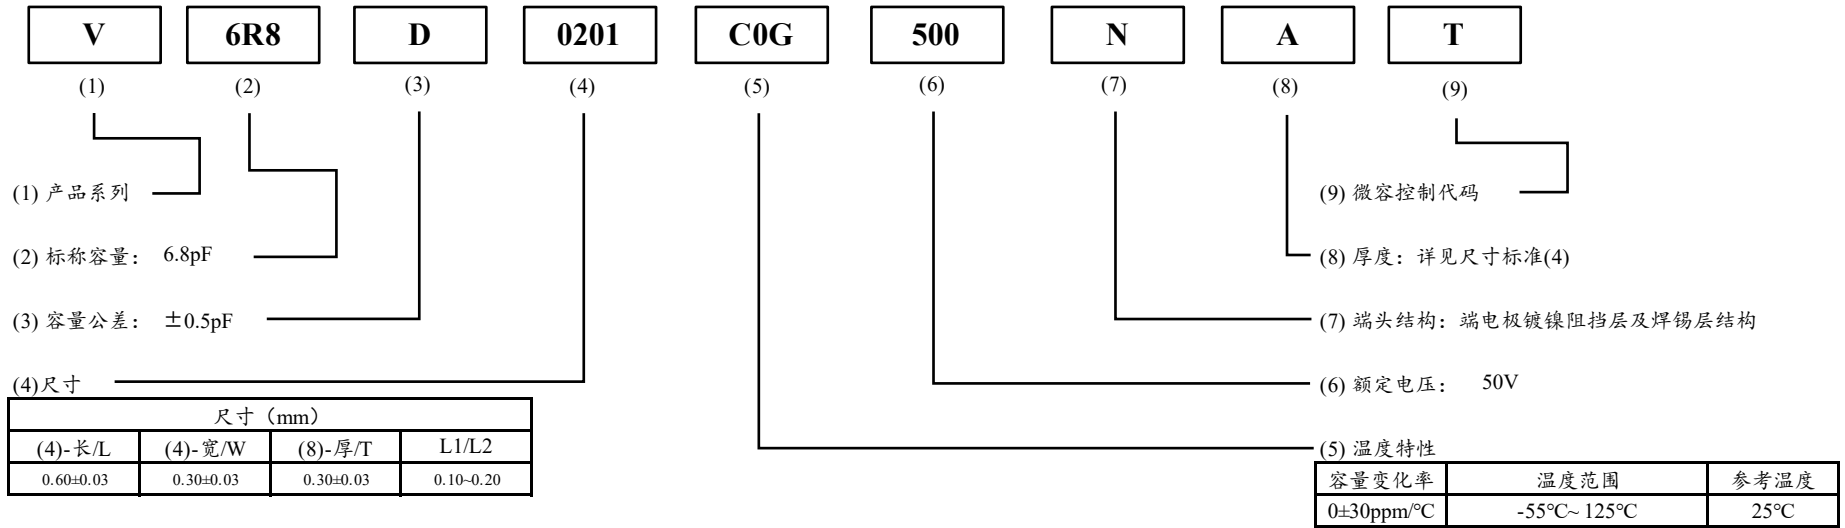 V 6R8 D 0201 C0G 500 N A T
(1) (2) (3) (4) (5) (6) (7) (8) (9)
(1) 产品系列
(9) 微容控制代码
(2) 标称容量： 6.8pF
(8) 厚度：详见尺寸标准(4)
(3) 容量公差： ±0.5pF
(7) 端头结构：端电极镀镍阻挡层及焊锡层结构
(4)尺寸
(6) 额定电压： 50V
尺寸（mm）
(4)-长/L (4)-宽/W (8)-厚/T L1/L2
0.60±0.03 0.30±0.03 0.30±0.03 0.10~0.20
(5) 温度特性
容量变化率 温度范围 参考温度
0±30ppm/°C -55°C~ 125°C 25°C